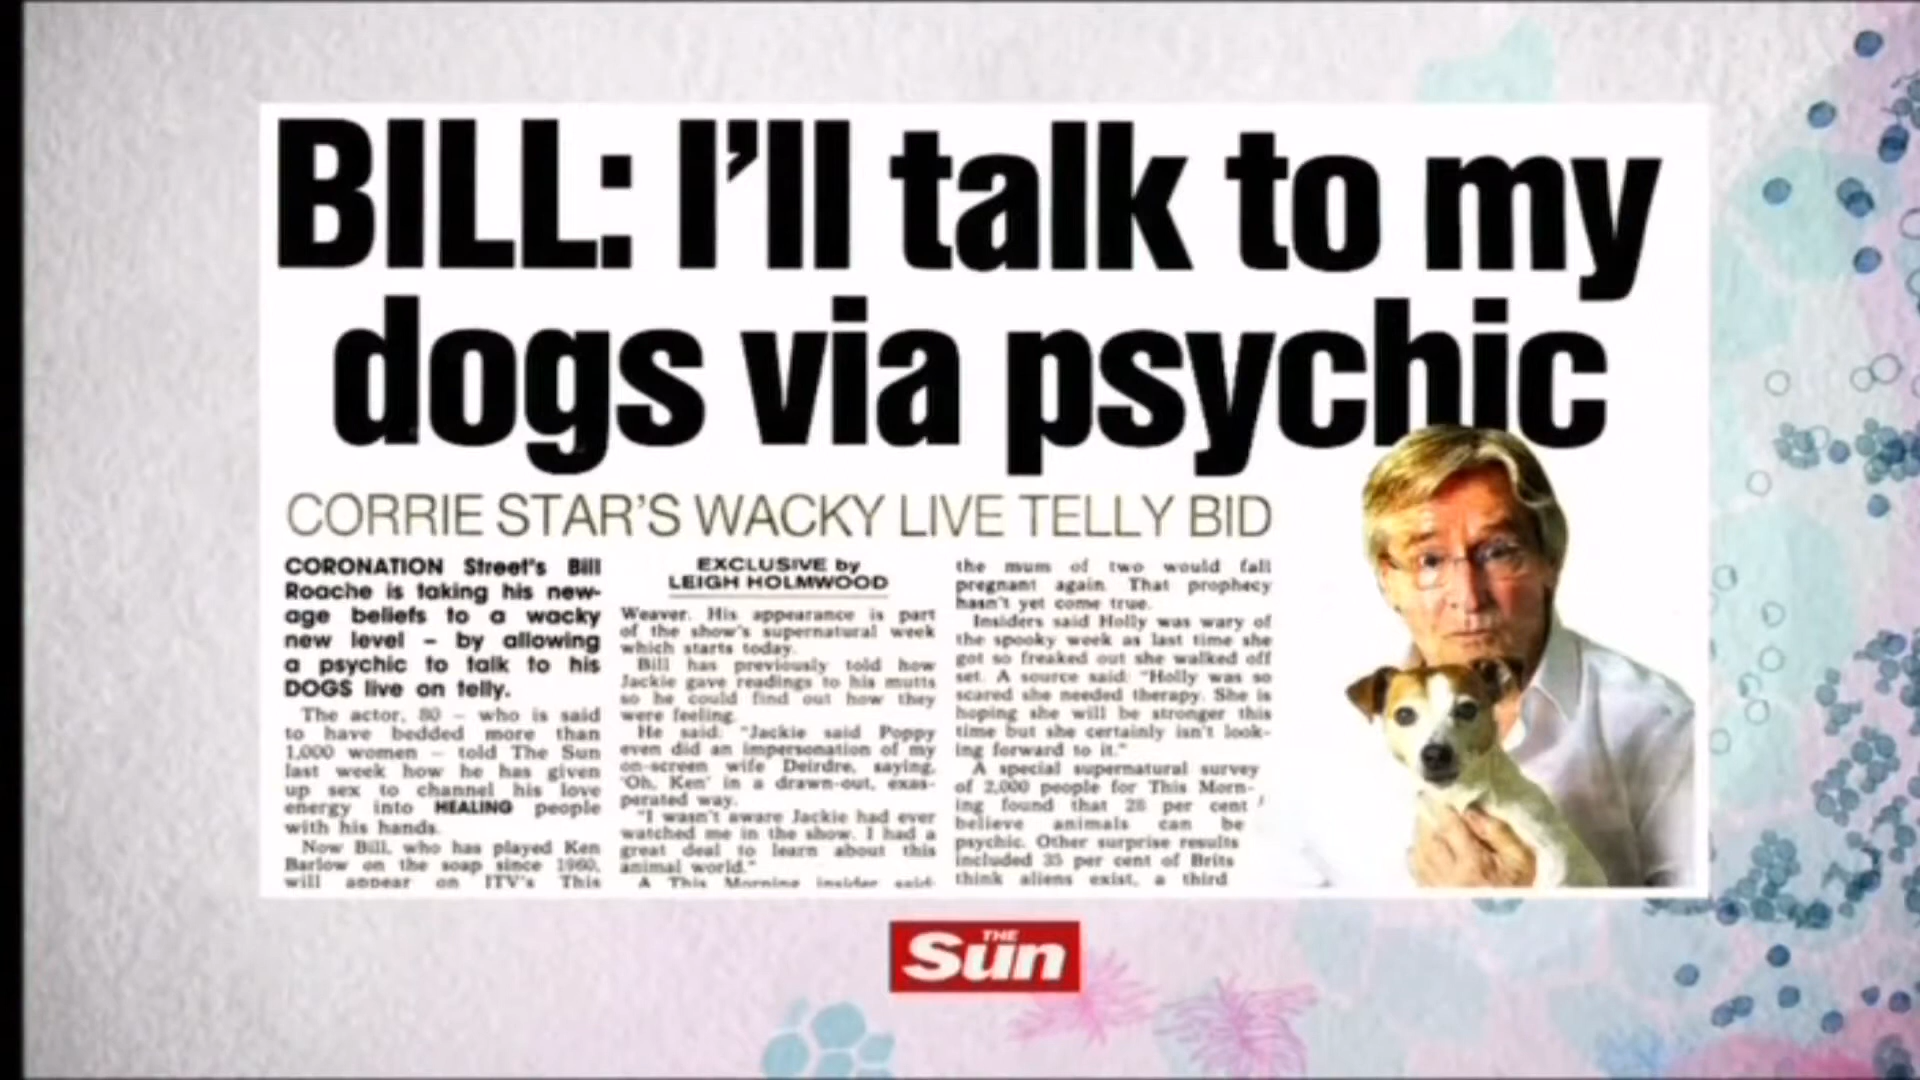 BILL: I'll talk to my
dogs via psychic
CORRIE STAR'S WACKY LIVE TELLY BID
CORONATION Street's Bill
Roache is taking his new-
age beliefs to a wacky
new level – by allowing
a psychic to talk to his
DOGS live on telly.
The actor, 80 – who is said
to have bedded more than
1,000 women – told The Sun
last week how he has given
up sex to channel his love
energy into HEALING people
with his hands.
Now Bill, who has played Ken
Barlow on the soap since 1960,
will appear on ITV's This
EXCLUSIVE by
LEIGH HOLMWOOD
Weaver. His appearance is part
of the show's supernatural week
which starts today.
Bill has previously told how
Jackie gave readings to his mutts
so he could find out how they
were feeling.
He said: "Jackie said Poppy
even did an impersonation of my
on-screen wife Deirdre, saying,
'Oh, Ken' in a drawn-out, exas-
perated way.
"I wasn't aware Jackie had ever
watched me in the show. I had a
great deal to learn about this
animal world."
A This Morning insider said:
the mum of two would fall
pregnant again. That prophecy
hasn't yet come true.
Insiders said Holly was wary of
the spooky week as last time she
got so freaked out she walked off
set. A source said: "Holly was so
scared she needed therapy. She is
hoping she will be stronger this
time but she certainly isn't look-
ing forward to it."
A special supernatural survey
of 2,000 people for This Morn-
ing found that 28 per cent
believe animals can be
psychic. Other surprise results
included 35 per cent of Brits
think aliens exist, a third
THE
Sun